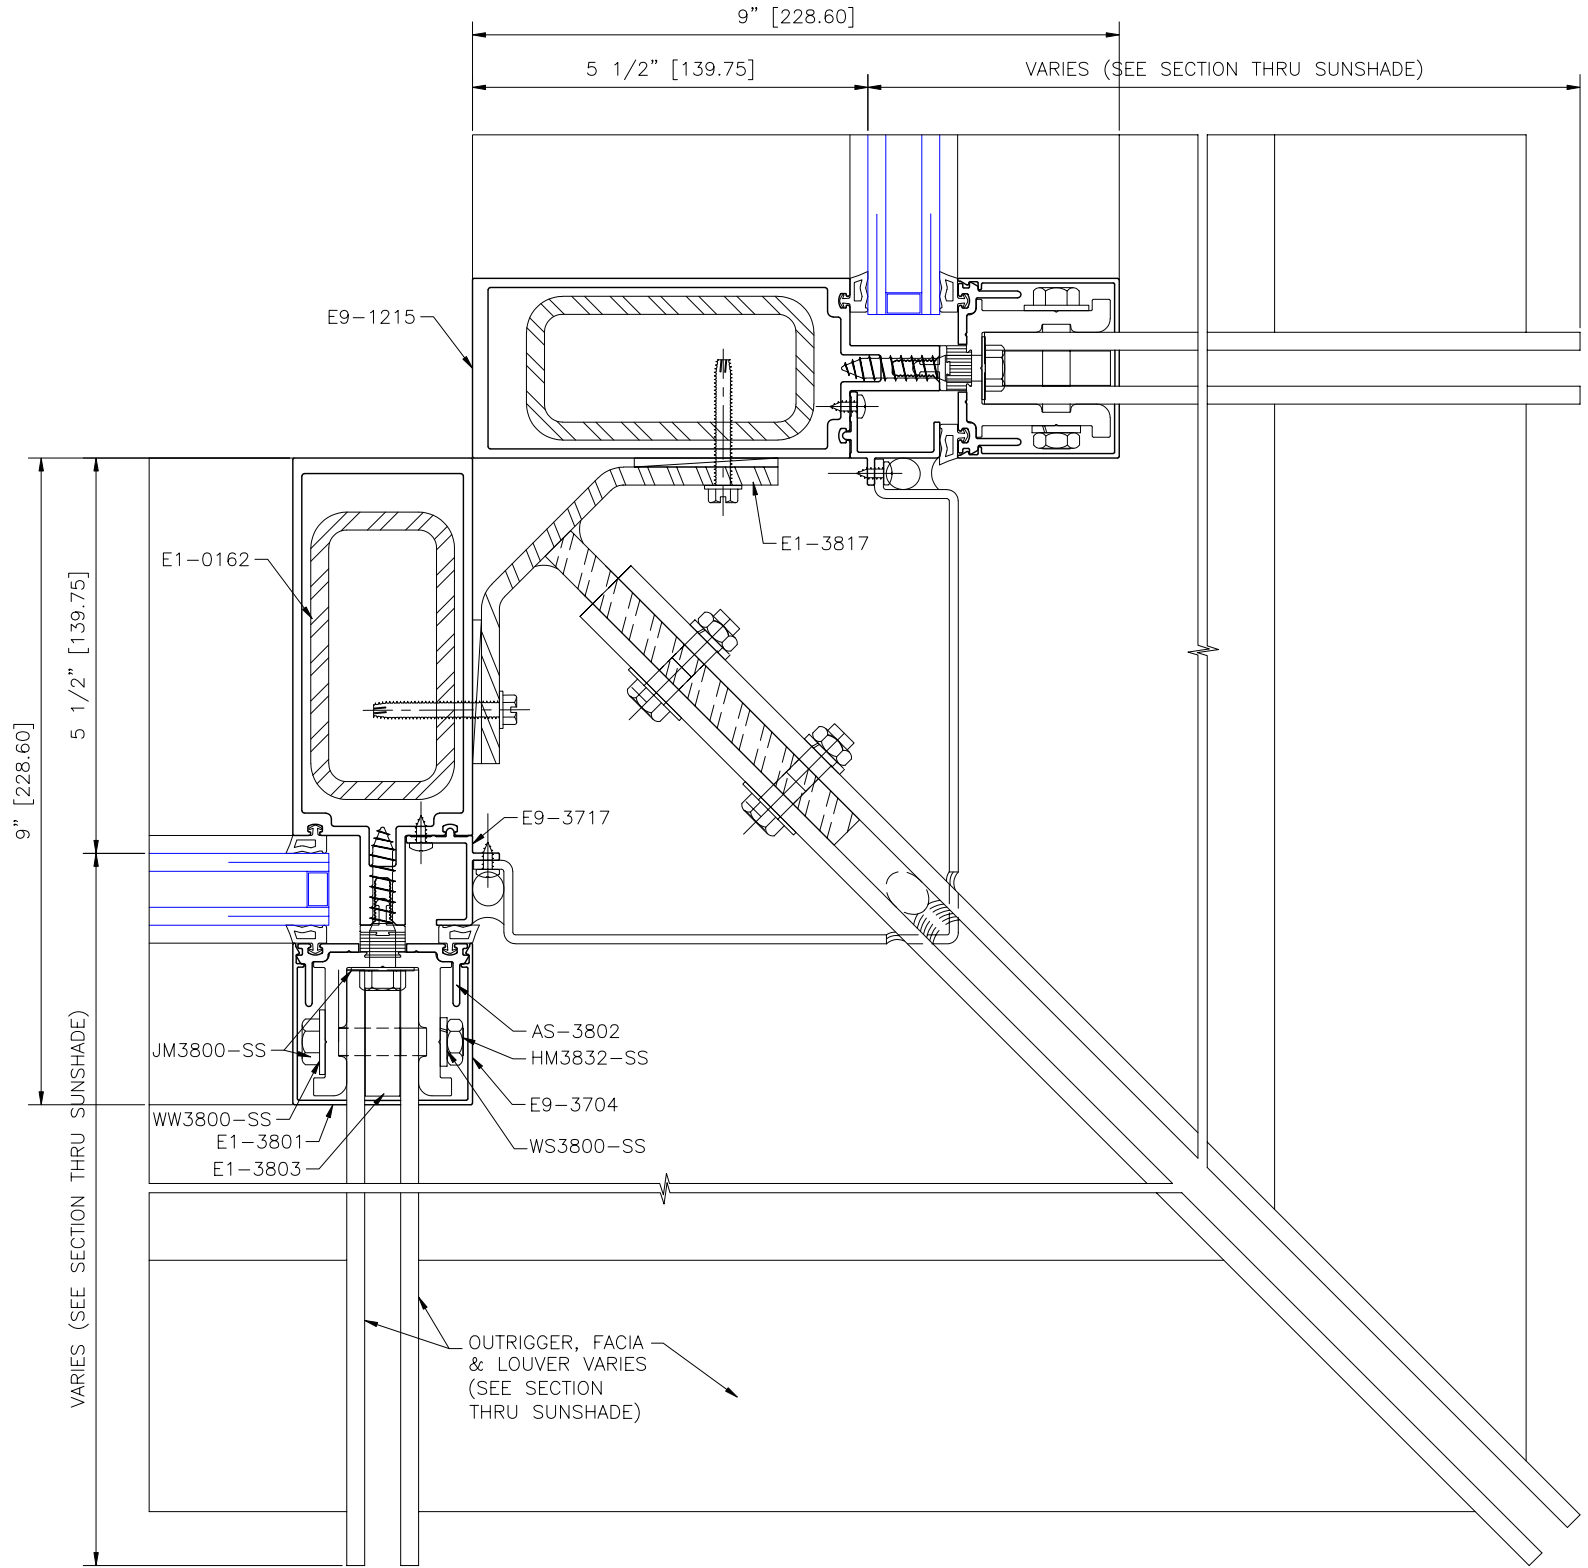 9” [228.60]
5 1/2” [139.75]
VARIES (SEE SECTION THRU SUNSHADE)
E9-1215
E1-0162
E1-3817
5 1/2” [139.75]
9” [228.60]
E9-3717
VARIES (SEE SECTION THRU SUNSHADE)
JM3800-SS
AS-3802
HM3832-SS
WW3800-SS
E9-3704
E1-3801
WS3800-SS
E1-3803
OUTRIGGER, FACIA
& LOUVER VARIES
(SEE SECTION
THRU SUNSHADE)